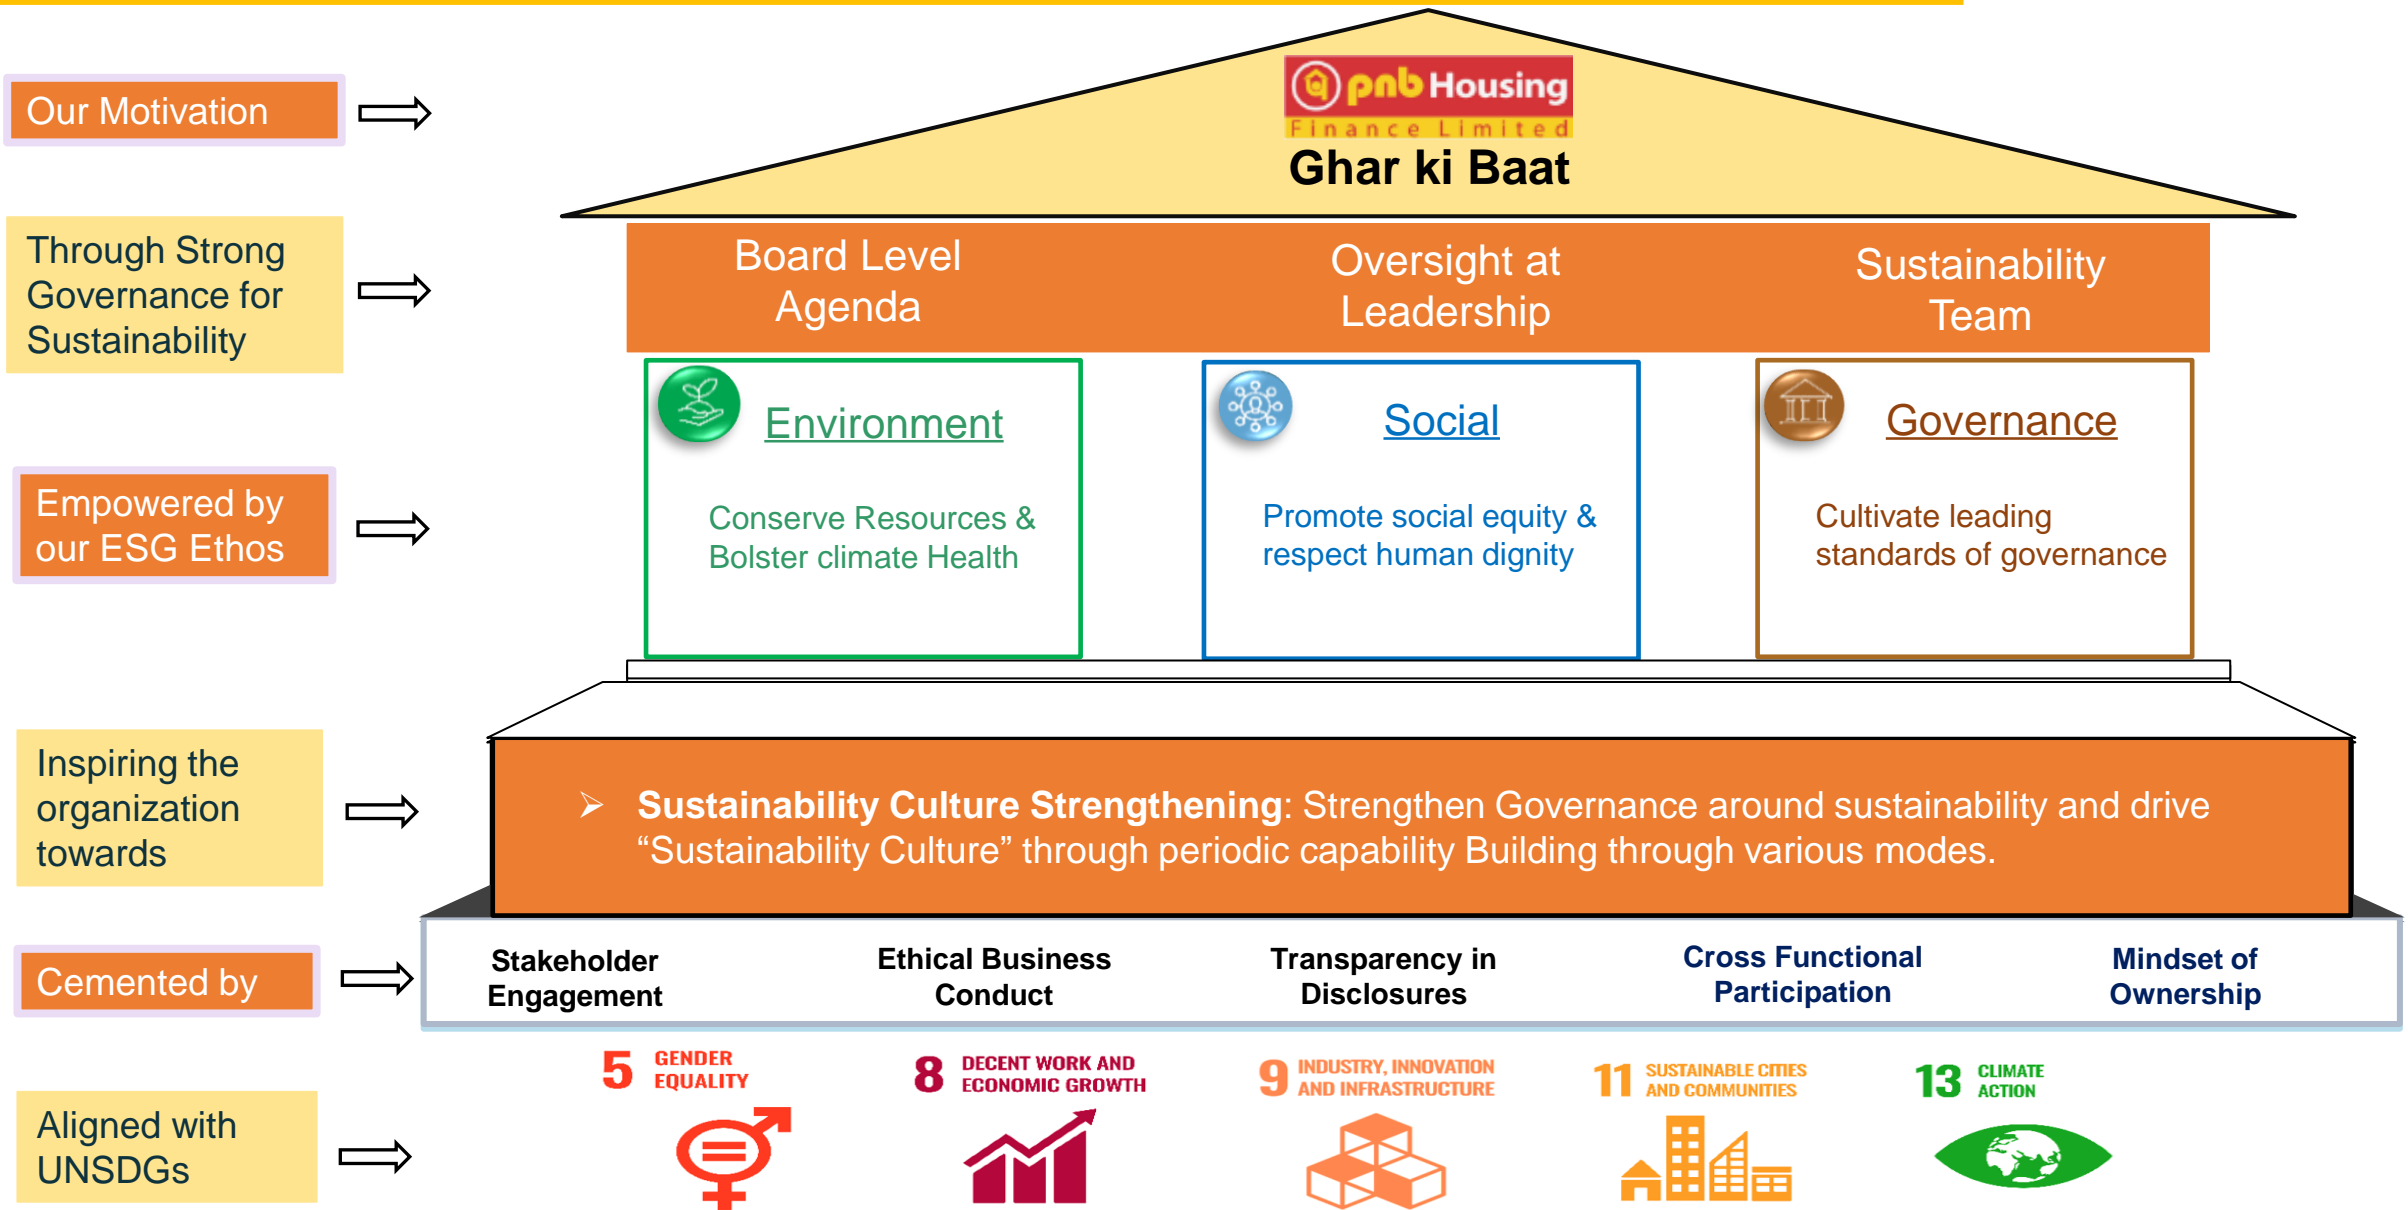 Our Motivation
pnb Housing
Finance Limited
Ghar ki Baat
Through Strong
Governance for
Sustainability
Board Level
Agenda
Oversight at
Leadership
Sustainability
Team
Empowered by
our ESG Ethos
Environment
Conserve Resources &
Bolster climate Health
Social
Promote social equity &
respect human dignity
Governance
Cultivate leading
standards of governance
Inspiring the
organization
towards
➢ Sustainability Culture Strengthening: Strengthen Governance around sustainability and drive
“Sustainability Culture” through periodic capability Building through various modes.
Cemented by
Stakeholder
Engagement
Ethical Business
Conduct
Transparency in
Disclosures
Cross Functional
Participation
Mindset of
Ownership
Aligned with
UNSDGs
5 GENDER
EQUALITY
8 DECENT WORK AND
ECONOMIC GROWTH
9 INDUSTRY, INNOVATION
AND INFRASTRUCTURE
11 SUSTAINABLE CITIES
AND COMMUNITIES
13 CLIMATE
ACTION